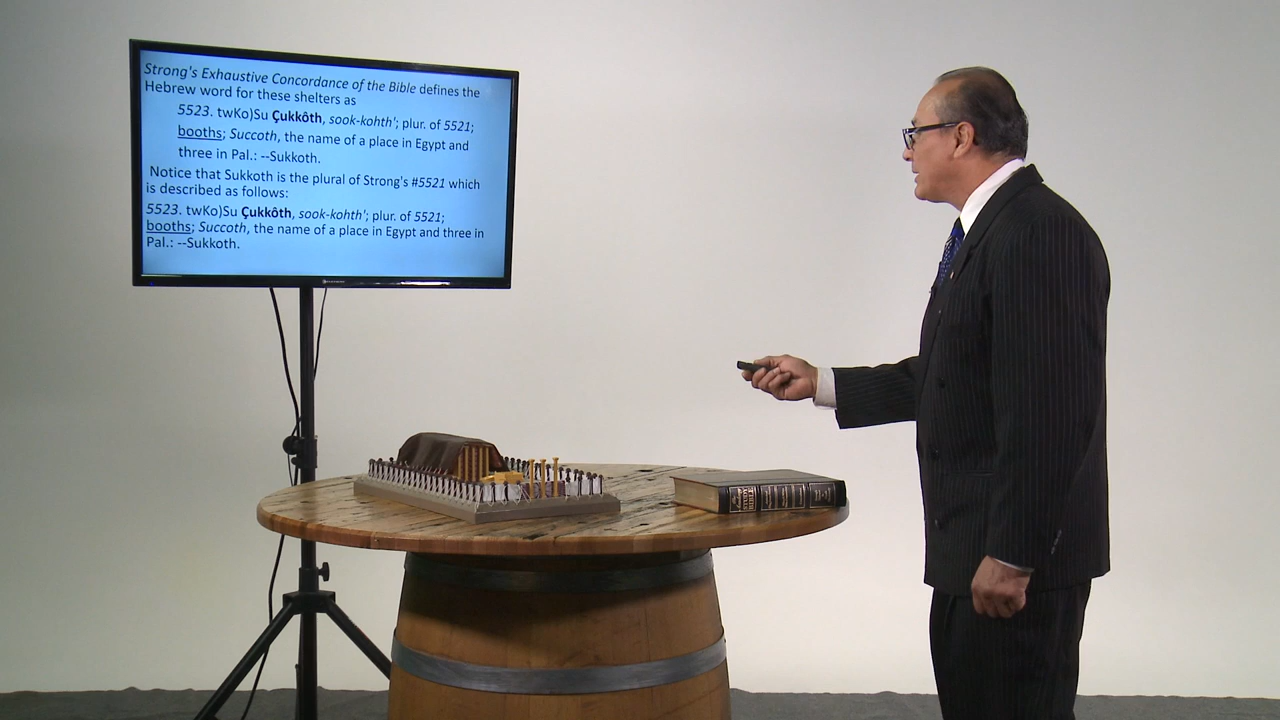 Strong's Exhaustive Concordance of the Bible defines the
Hebrew word for these shelters as
5523. twKo)Su Çukkôth, sook-kohth'; plur. of 5521;
booths; Succoth, the name of a place in Egypt and
three in Pal.: --Sukkoth.
Notice that Sukkoth is the plural of Strong's #5521 which
is described as follows:
5523. twKo)Su Çukkôth, sook-kohth'; plur. of 5521;
booths; Succoth, the name of a place in Egypt and three in
Pal.: --Sukkoth.
STUDY
BIBLE